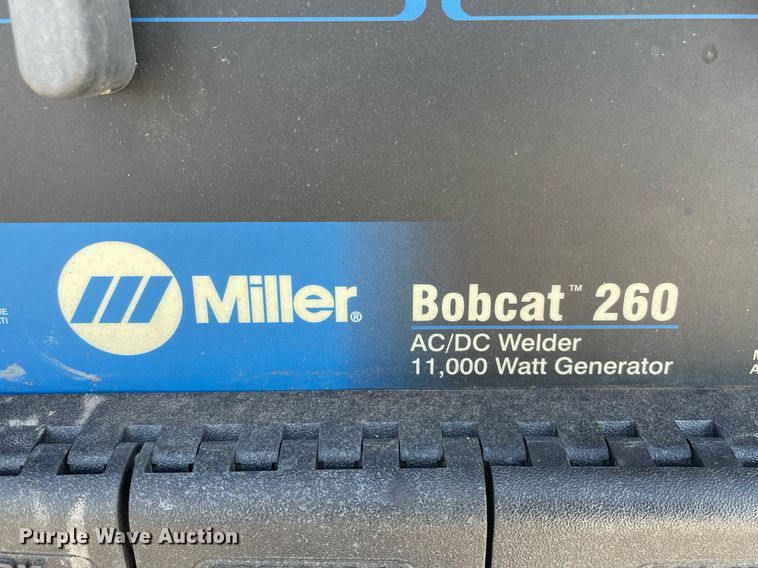 Miller®
Bobcat™ 260
AC/DC Welder
11,000 Watt Generator
Purple Wave Auction